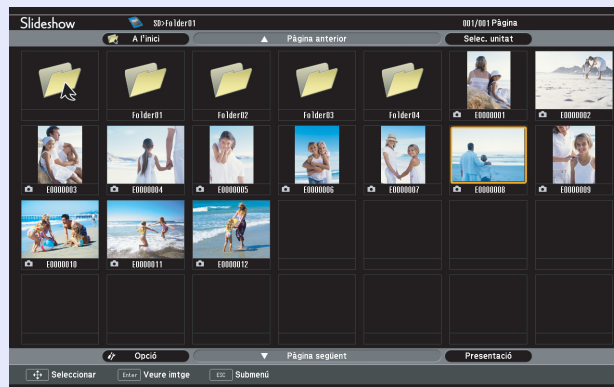 Slideshow SD>Folder01 001/001 Pàgina
A l'inici Pàgina anterior Selec. unitat
Folder01 Folder02 Folder03 Folder04 E0000001 E0000002
E0000003 E0000004 E0000005 E0000006 E0000007 E0000008 E0000009
E0000010 E0000011 E0000012
Opció Pàgina següent Presentació
Seleccionar Enter Veure imtge ESC Submenú